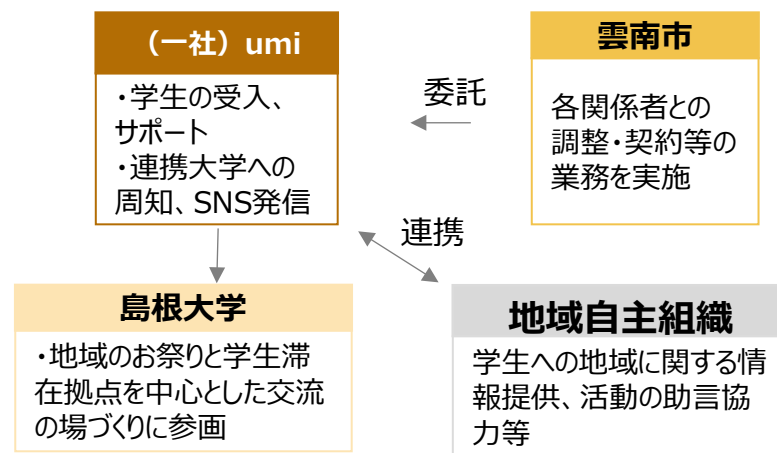 （一社）umi
・学生の受入、
サポート
・連携大学への
周知、SNS発信
委託
雲南市
各関係者との
調整・契約等の
業務を実施
連携
島根大学
・地域のお祭りと学生滞
在拠点を中心とした交流
の場づくりに参画
地域自主組織
学生への地域に関する情
報提供、活動の助言協
力等